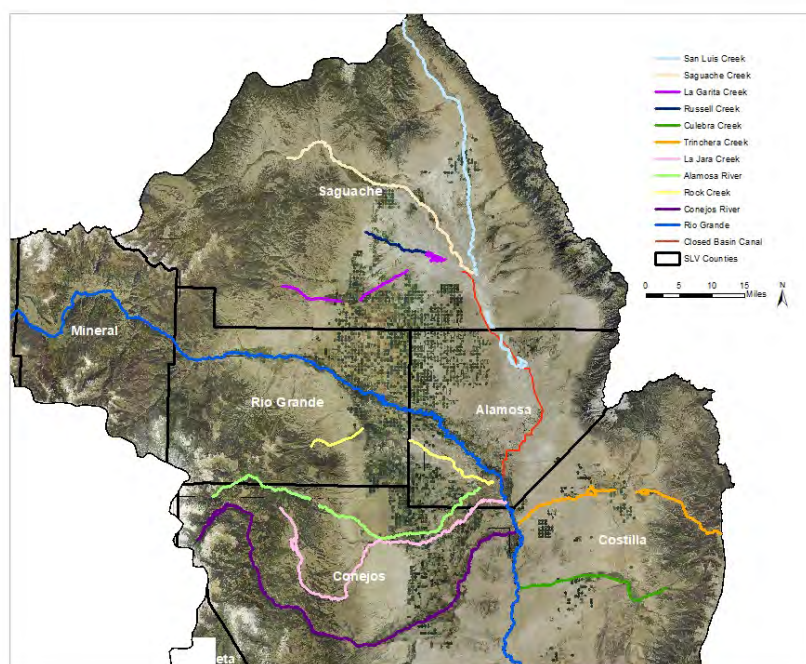 San Luis Creek
Saguache Creek
La Garita Creek
Russell Creek
Culebra Creek
Trinchera Creek
La Jara Creek
Alamosa River
Rock Creek
Conejos River
Rio Grande
Closed Basin Canal
SLV Counties
0 5 10 15
Miles
N
Saguache
Mineral
Rio Grande
Alamosa
Costilla
Conejos
eta